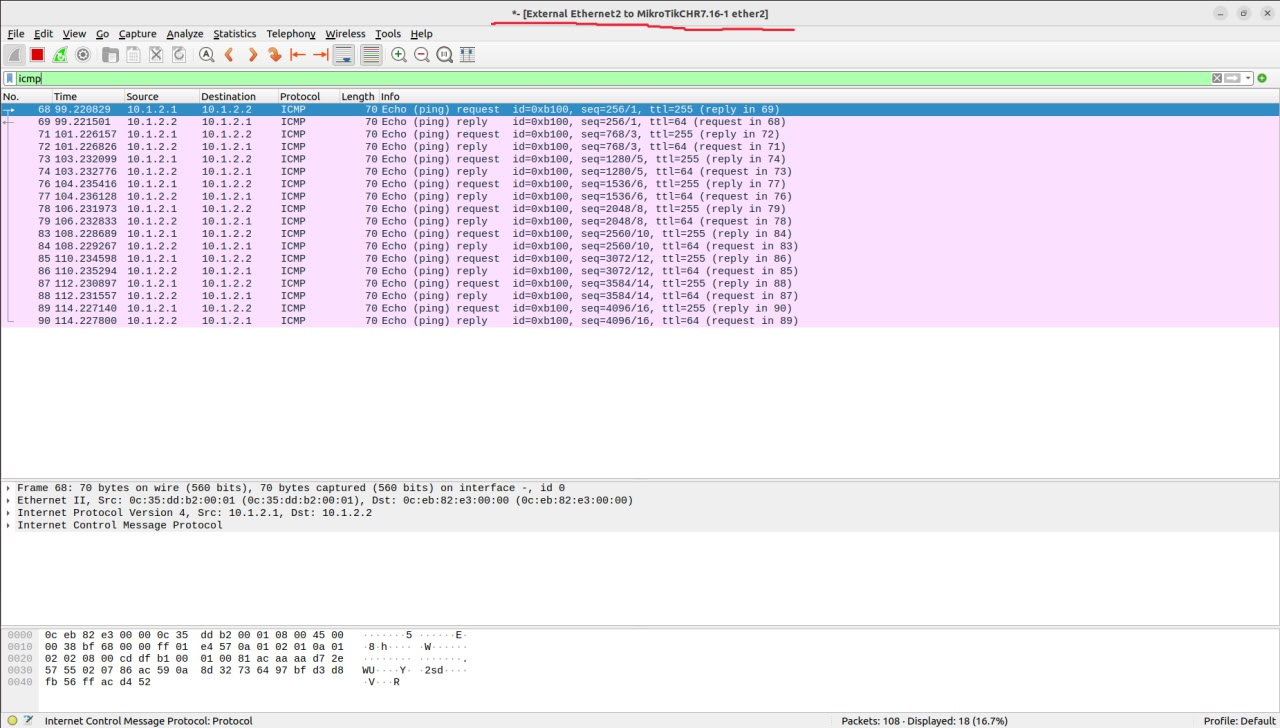 *- [External Ethernet2 to MikroTikCHR7.16-1 ether2]
File Edit View Go Capture Analyze Statistics Telephony Wireless Tools Help
icmp
No. Time Source Destination Protocol Length Info
68 99.220829 10.1.2.1 10.1.2.2 ICMP 70 Echo (ping) request id=0xb100, seq=256/1, ttl=255 (reply in 69)
69 99.221501 10.1.2.2 10.1.2.1 ICMP 70 Echo (ping) reply id=0xb100, seq=256/1, ttl=64 (request in 68)
71 101.226157 10.1.2.1 10.1.2.2 ICMP 70 Echo (ping) request id=0xb100, seq=768/3, ttl=255 (reply in 72)
72 101.226826 10.1.2.2 10.1.2.1 ICMP 70 Echo (ping) reply id=0xb100, seq=768/3, ttl=64 (request in 71)
73 103.232099 10.1.2.1 10.1.2.2 ICMP 70 Echo (ping) request id=0xb100, seq=1280/5, ttl=255 (reply in 74)
74 103.232776 10.1.2.2 10.1.2.1 ICMP 70 Echo (ping) reply id=0xb100, seq=1280/5, ttl=64 (request in 73)
76 104.235416 10.1.2.1 10.1.2.2 ICMP 70 Echo (ping) request id=0xb100, seq=1536/6, ttl=255 (reply in 77)
77 104.236128 10.1.2.2 10.1.2.1 ICMP 70 Echo (ping) reply id=0xb100, seq=1536/6, ttl=64 (request in 76)
78 106.231973 10.1.2.1 10.1.2.2 ICMP 70 Echo (ping) request id=0xb100, seq=2048/8, ttl=255 (reply in 79)
79 106.232833 10.1.2.2 10.1.2.1 ICMP 70 Echo (ping) reply id=0xb100, seq=2048/8, ttl=64 (request in 78)
83 108.228689 10.1.2.1 10.1.2.2 ICMP 70 Echo (ping) request id=0xb100, seq=2560/10, ttl=255 (reply in 84)
84 108.229267 10.1.2.2 10.1.2.1 ICMP 70 Echo (ping) reply id=0xb100, seq=2560/10, ttl=64 (request in 83)
85 110.234598 10.1.2.1 10.1.2.2 ICMP 70 Echo (ping) request id=0xb100, seq=3072/12, ttl=255 (reply in 86)
86 110.235294 10.1.2.2 10.1.2.1 ICMP 70 Echo (ping) reply id=0xb100, seq=3072/12, ttl=64 (request in 85)
87 112.230897 10.1.2.1 10.1.2.2 ICMP 70 Echo (ping) request id=0xb100, seq=3584/14, ttl=255 (reply in 88)
88 112.231557 10.1.2.2 10.1.2.1 ICMP 70 Echo (ping) reply id=0xb100, seq=3584/14, ttl=64 (request in 87)
89 114.227140 10.1.2.1 10.1.2.2 ICMP 70 Echo (ping) request id=0xb100, seq=4096/16, ttl=255 (reply in 90)
90 114.227800 10.1.2.2 10.1.2.1 ICMP 70 Echo (ping) reply id=0xb100, seq=4096/16, ttl=64 (request in 89)
Frame 68: 70 bytes on wire (560 bits), 70 bytes captured (560 bits) on interface -, id 0
Ethernet II, Src: 0c:35:dd:b2:00:01 (0c:35:dd:b2:00:01), Dst: 0c:eb:82:e3:00:00 (0c:eb:82:e3:00:00)
Internet Protocol Version 4, Src: 10.1.2.1, Dst: 10.1.2.2
Internet Control Message Protocol
0000 0c eb 82 e3 00 00 0c 35 dd b2 00 01 08 00 45 00 ·······5 ······E·
0010 00 38 bf 68 00 00 ff 01 e4 57 0a 01 02 01 0a 01 ·8·h···· ·W······
0020 02 02 08 00 cd df b1 00 01 00 81 ac aa aa d7 2e ········ ·······.
0030 57 55 02 07 86 ac 59 0a 8d 32 73 64 97 bf d3 d8 WU····Y· ·2sd····
0040 fb 56 ff ac d4 52 ·V···R
Internet Control Message Protocol: Protocol Packets: 108 · Displayed: 18 (16.7%) Profile: Default